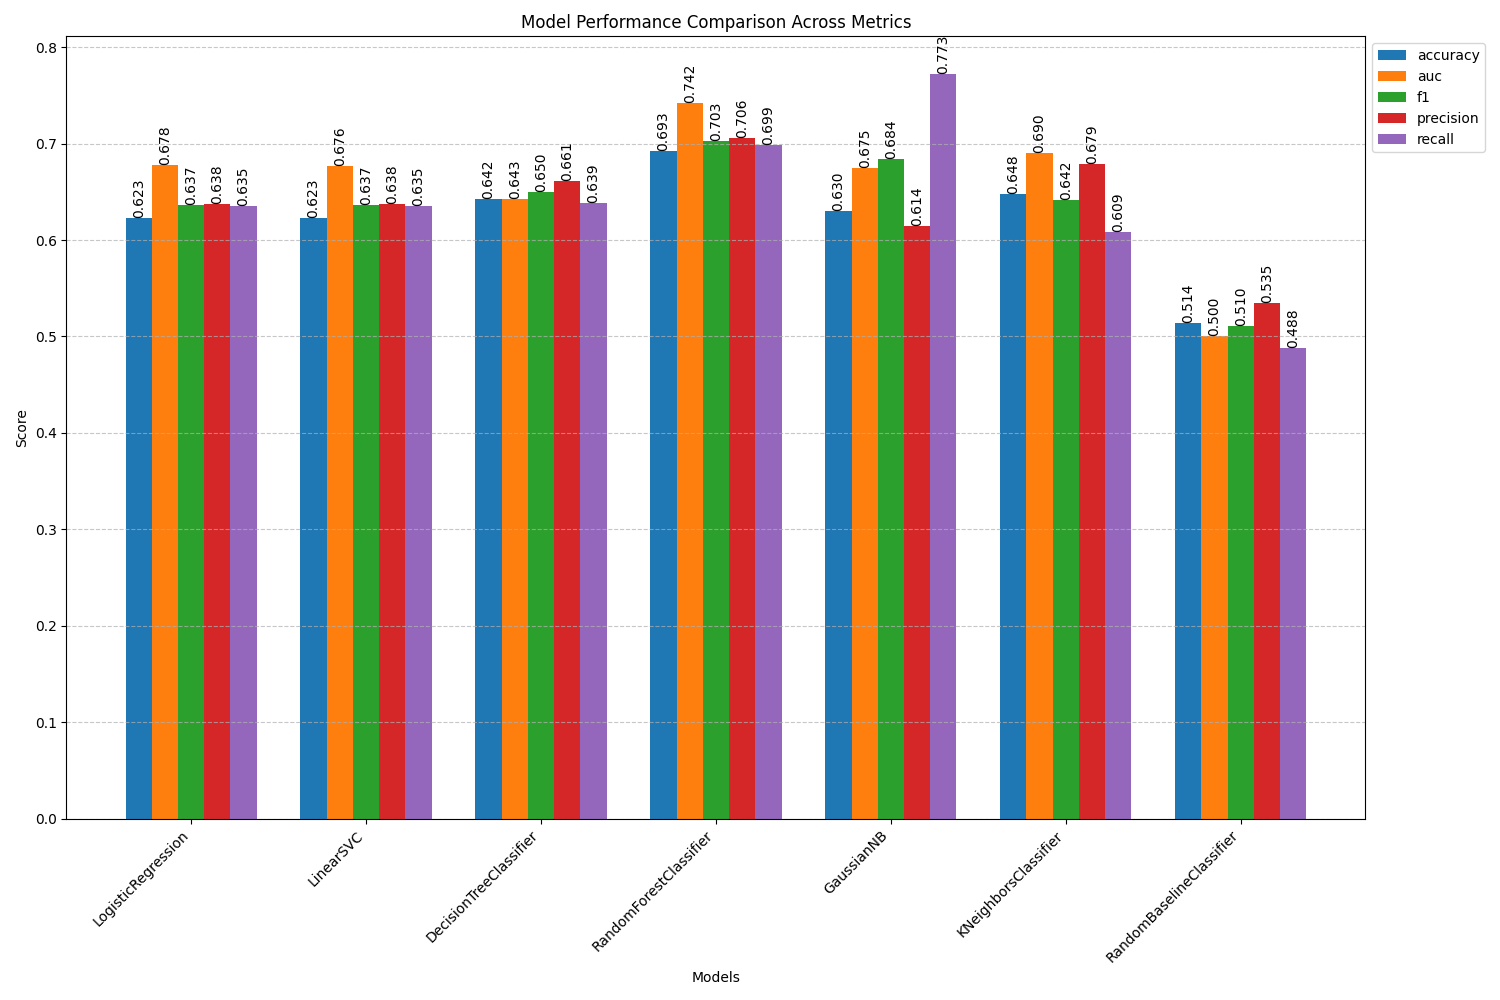 Model Performance Comparison Across Metrics
accuracy
auc
f1
precision
recall
Score
0.8
0.7
0.6
0.5
0.4
0.3
0.2
0.1
0.0
0.623
0.678
0.637
0.638
0.635
0.623
0.676
0.637
0.638
0.635
0.642
0.643
0.650
0.661
0.639
0.693
0.742
0.703
0.706
0.699
0.630
0.675
0.684
0.614
0.773
0.648
0.690
0.642
0.679
0.609
0.514
0.500
0.510
0.535
0.488
LogisticRegression
LinearSVC
DecisionTreeClassifier
RandomForestClassifier
GaussianNB
KNeighborsClassifier
RandomBaselineClassifier
Models